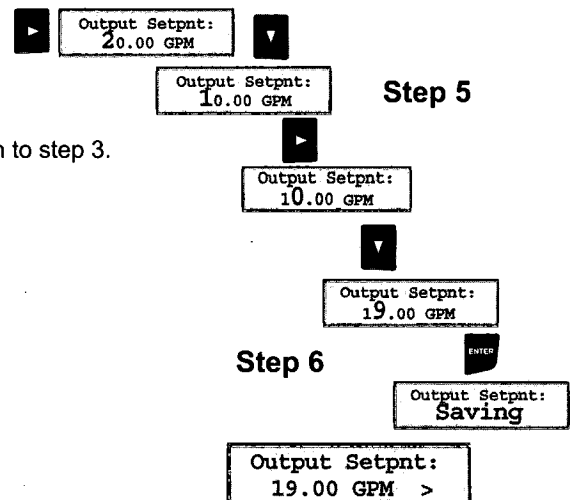 Output Setpnt:
20.00 GPM
Output Setpnt:
10.00 GPM
Step 5
to step 3.
Output Setpnt:
10.00 GPM
Output Setpnt:
19.00 GPM
ENTER
Step 6
Output Setpnt:
Saving
Output Setpnt:
19.00 GPM >